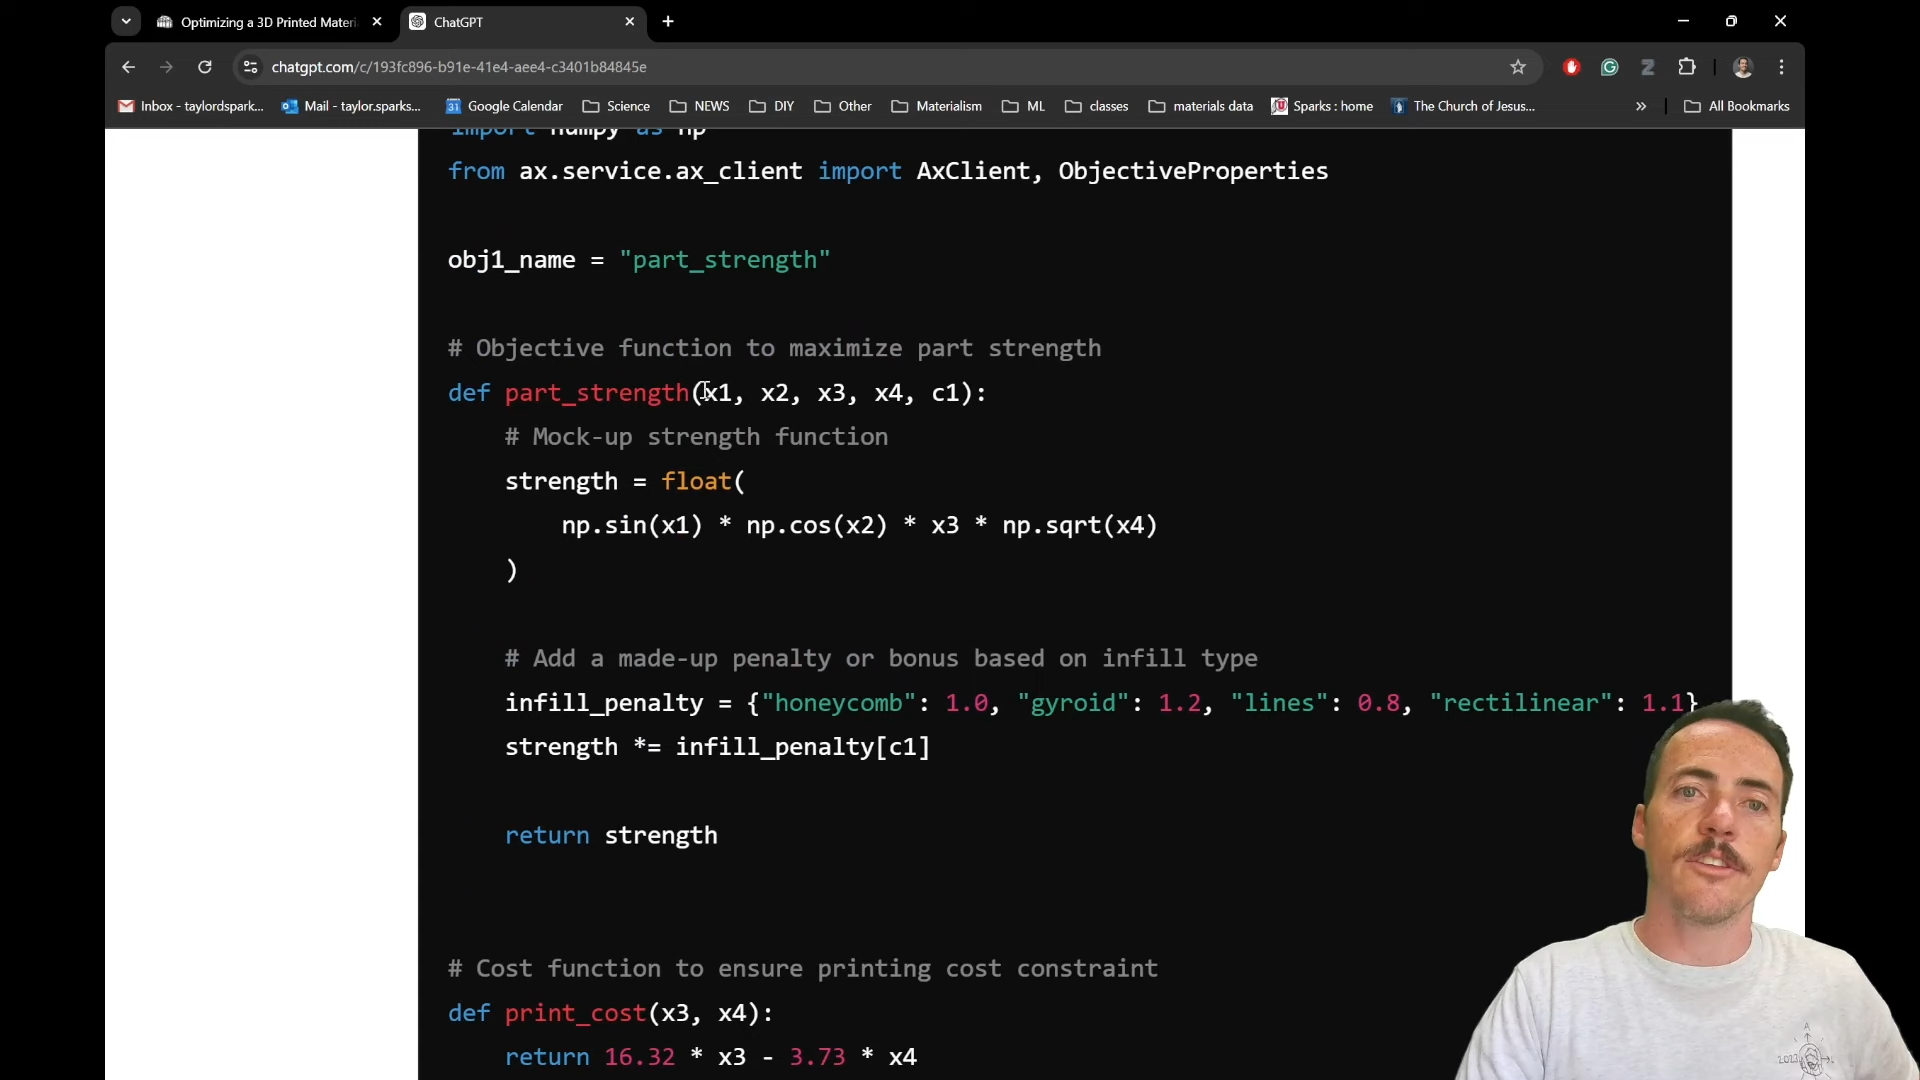 Optimizing a 3D Printed Materi
ChatGPT
chatgpt.com/c/193fc896-b91e-41e4-aee4-c3401b84845e
Inbox - taylordspark... Mail - taylor.sparks... Google Calendar Science NEWS DIY Other Materialism ML classes materials data Sparks : home The Church of Jesus... » All Bookmarks
import numpy as np
from ax.service.ax_client import AxClient, ObjectiveProperties
obj1_name = "part_strength"
# Objective function to maximize part strength
def part_strength(x1, x2, x3, x4, c1):
# Mock-up strength function
strength = float(
np.sin(x1) * np.cos(x2) * x3 * np.sqrt(x4)
)
# Add a made-up penalty or bonus based on infill type
infill_penalty = {"honeycomb": 1.0, "gyroid": 1.2, "lines": 0.8, "rectilinear": 1.1}
strength *= infill_penalty[c1]
return strength
# Cost function to ensure printing cost constraint
def print_cost(x3, x4):
return 16.32 * x3 - 3.73 * x4